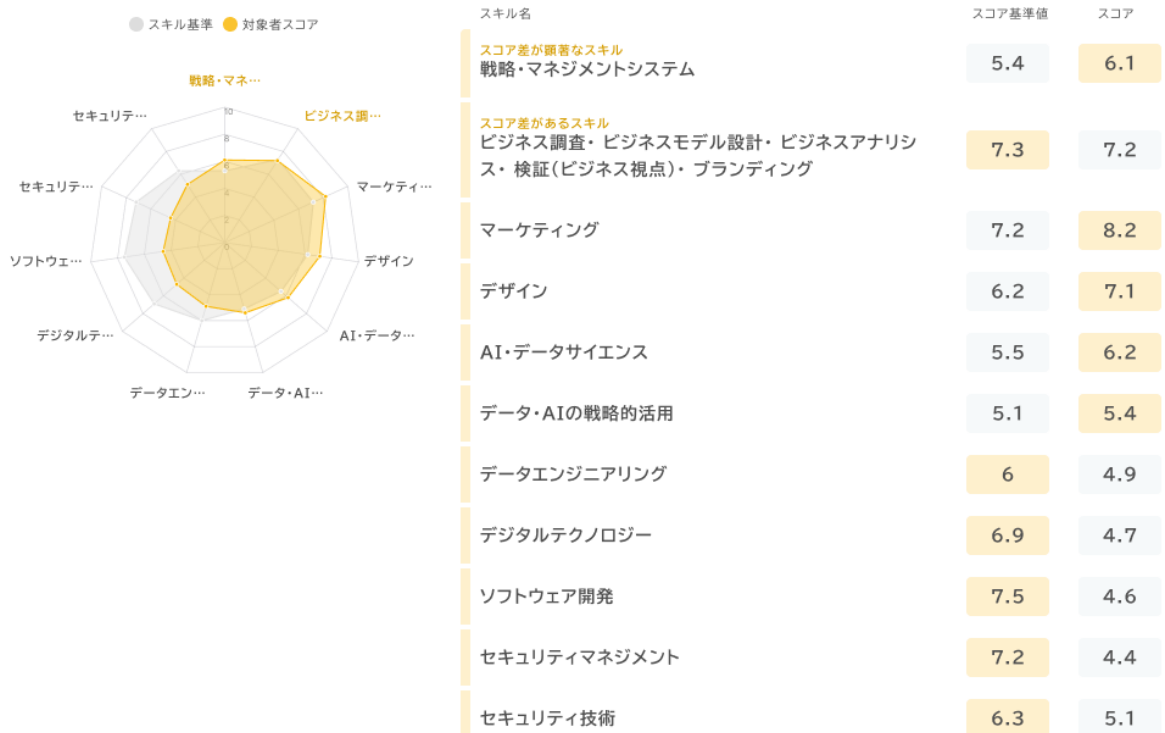 スキル基準 対象者スコア
戦略・マネ…
セキュリテ…
ビジネス調…
セキュリテ…
マーケティ…
ソフトウェ…
デザイン
デジタルテ…
AI・データ…
データエン…
データ・AI…
10
8
6
4
2
0
スキル名 スコア基準値 スコア
スコア差が顕著なスキル
戦略・マネジメントシステム 5.4 6.1
スコア差があるスキル
ビジネス調査・ ビジネスモデル設計・ ビジネスアナリシ
ス・ 検証(ビジネス視点)・ ブランディング 7.3 7.2
マーケティング 7.2 8.2
デザイン 6.2 7.1
AI・データサイエンス 5.5 6.2
データ・AIの戦略的活用 5.1 5.4
データエンジニアリング 6 4.9
デジタルテクノロジー 6.9 4.7
ソフトウェア開発 7.5 4.6
セキュリティマネジメント 7.2 4.4
セキュリティ技術 6.3 5.1